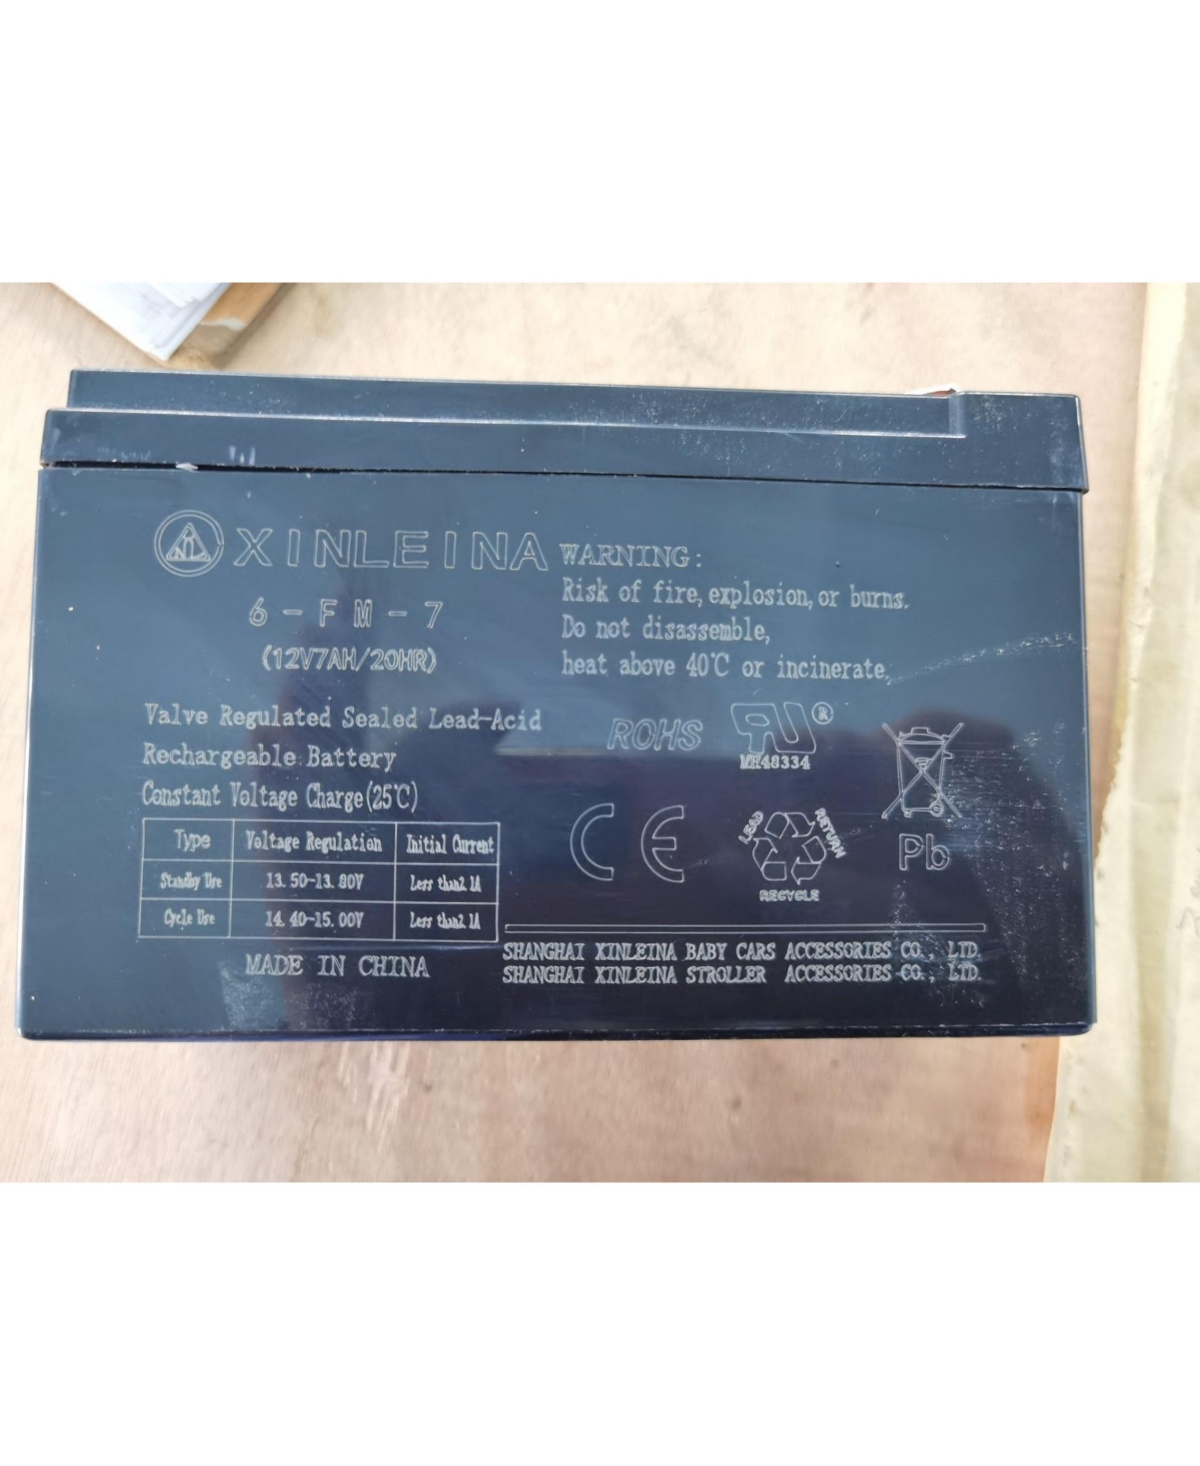 XINLEINA
6-FM-7
(12V7AH/20HR)
Valve Regulated Sealed Lead-Acid
Rechargeable Battery
Constant Voltage Charge(25℃)
Type Voltage Regulation Initial Current
Standby Use 13.50-13.80V Less than2.1A
Cycle Use 14.40-15.00V Less than2.1A
MADE IN CHINA
WARNING:
Risk of fire, explosion, or burns.
Do not disassemble,
heat above 40℃ or incinerate.
ROHS
®
MH48334
CE
LEAD RETURN
RECYCLE
Pb
SHANGHAI XINLEINA BABY CARS ACCESSORIES CO., LTD.
SHANGHAI XINLEINA STROLLER ACCESSORIES CO., LTD.